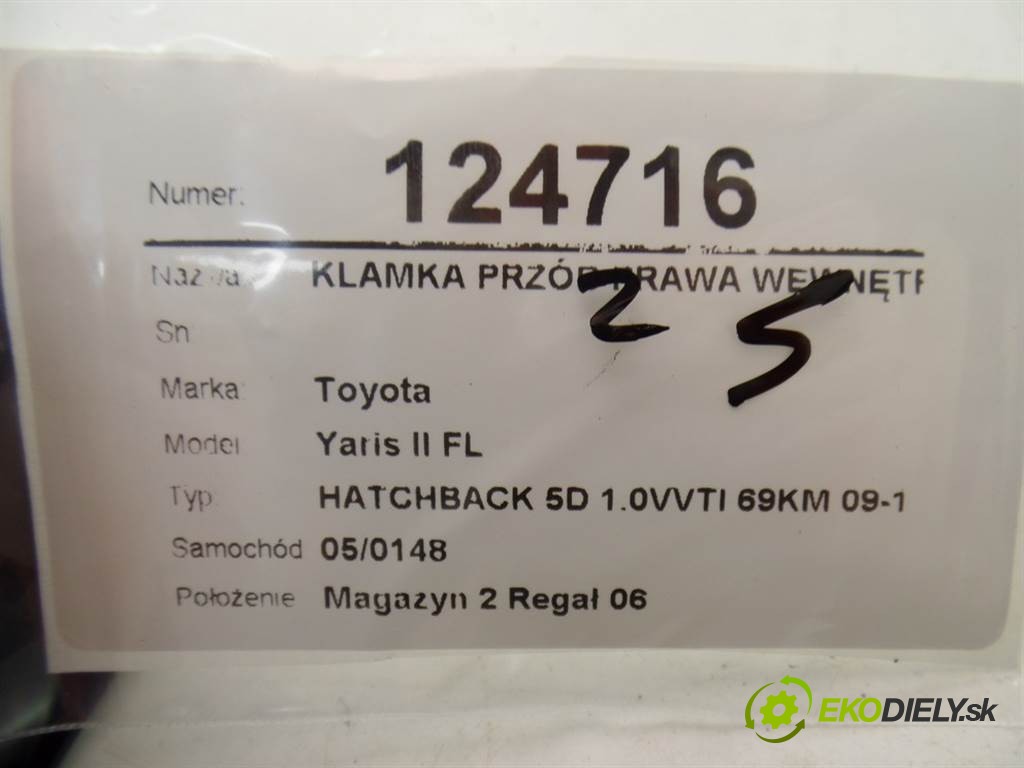 Numer: 124716
Nazwa: KLAMKA PRZÓD PRAWA WEWNĘTR
2 5
Sn
Marka: Toyota
Model Yaris II FL
Typ: HATCHBACK 5D 1.0VVTI 69KM 09-1
Samochód 05/0148
Położenie Magazyn 2 Regał 06
EKODIELY.sk